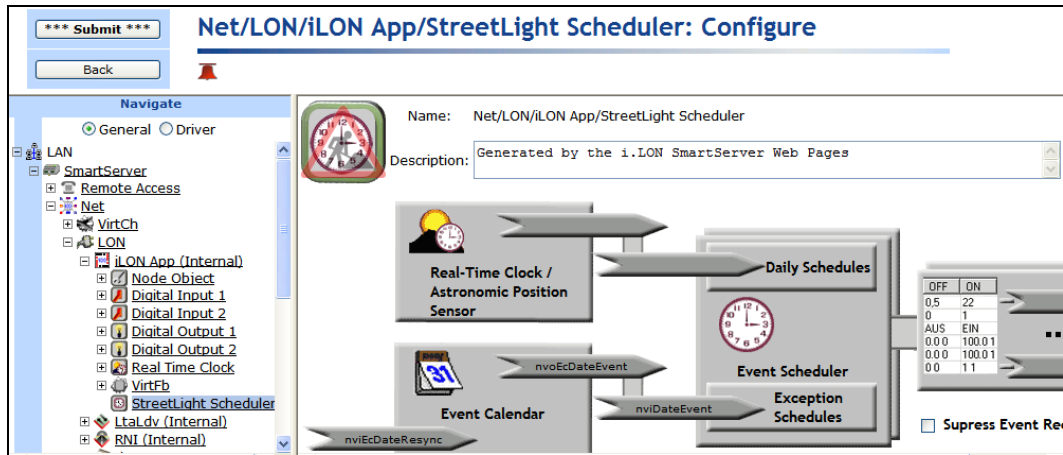 *** Submit ***
Net/LON/iLON App/StreetLight Scheduler: Configure
Back
Navigate
General
Driver
LAN
SmartServer
Remote Access
Net
VirtCh
LON
iLON App (Internal)
Node Object
Digital Input 1
Digital Input 2
Digital Output 1
Digital Output 2
Real Time Clock
VirtFb
StreetLight Scheduler
LtaLdv (Internal)
RNI (Internal)
Name: Net/LON/iLON App/StreetLight Scheduler
Description: Generated by the i.LON SmartServer Web Pages
Real-Time Clock /
Astronomic Position
Sensor
Daily Schedules
Event Scheduler
Exception
Schedules
31
Event Calendar
nvoEcDateEvent
nviDateEvent
nviEcDateResync
OFF ON
0,5 22
0 1
AUS EIN
0.0 0 100.0 1
0.0 0 100.0 1
0 0 1 1
...
Supress Event Re